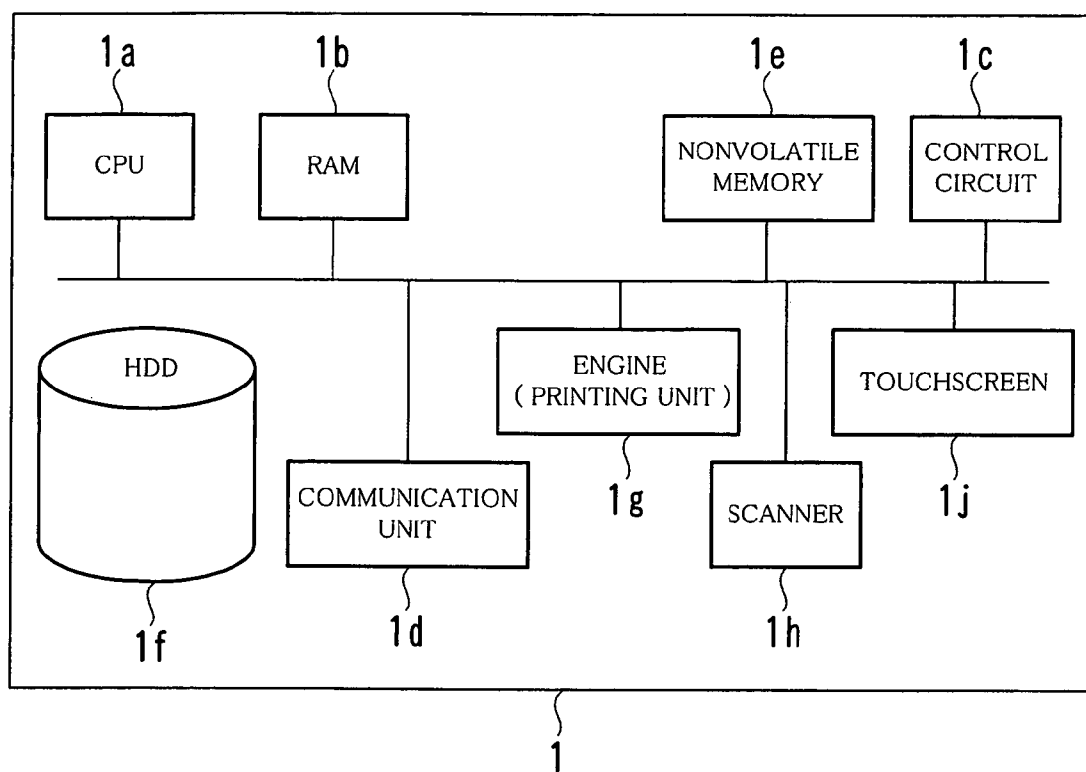 1a
1b
1e
1c
CPU
RAM
NONVOLATILE
MEMORY
CONTROL
CIRCUIT
HDD
ENGINE
( PRINTING UNIT )
TOUCHSCREEN
COMMUNICATION
UNIT
1g
SCANNER
1j
1f
1d
1h
1